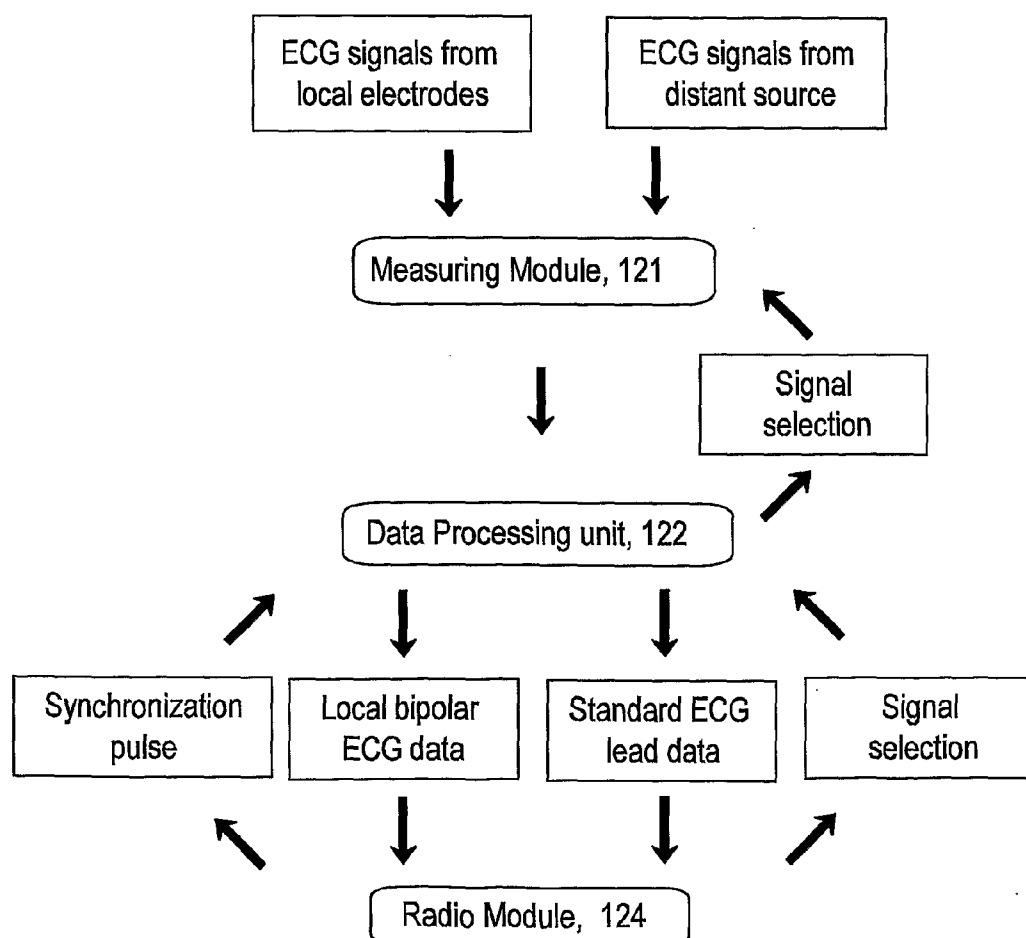 ECG signals from
local electrodes
ECG signals from
distant source
Measuring Module, 121
Signal
selection
Data Processing unit, 122
Synchronization
pulse
Local bipolar
ECG data
Standard ECG
lead data
Signal
selection
Radio Module, 124